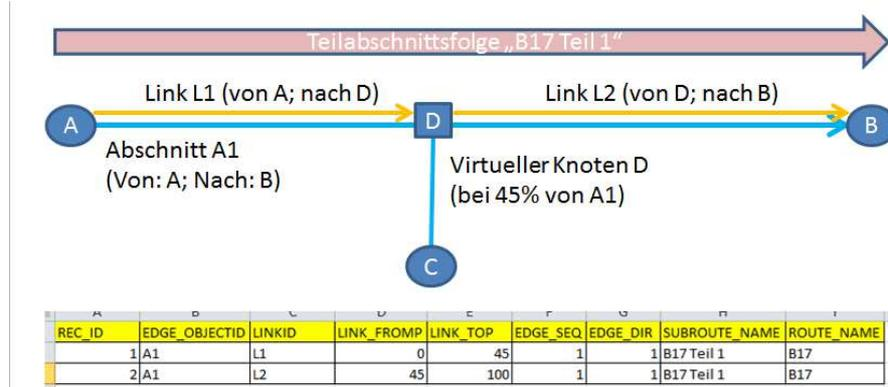 Teilabschnittsfolge „B17 Teil 1“
Link L1 (von A; nach D)
Link L2 (von D; nach B)
A
D
B
Abschnitt A1
(Von: A; Nach: B)
Virtueller Knoten D
(bei 45% von A1)
C
A B C D E F G H I
REC_ID EDGE_OBJECTID LINKID LINK_FROMP LINK_TOP EDGE_SEQ EDGE_DIR SUBROUTE_NAME ROUTE_NAME
1 A1 L1 0 45 1 1 B17 Teil 1 B17
2 A1 L2 45 100 1 1 B17 Teil 1 B17